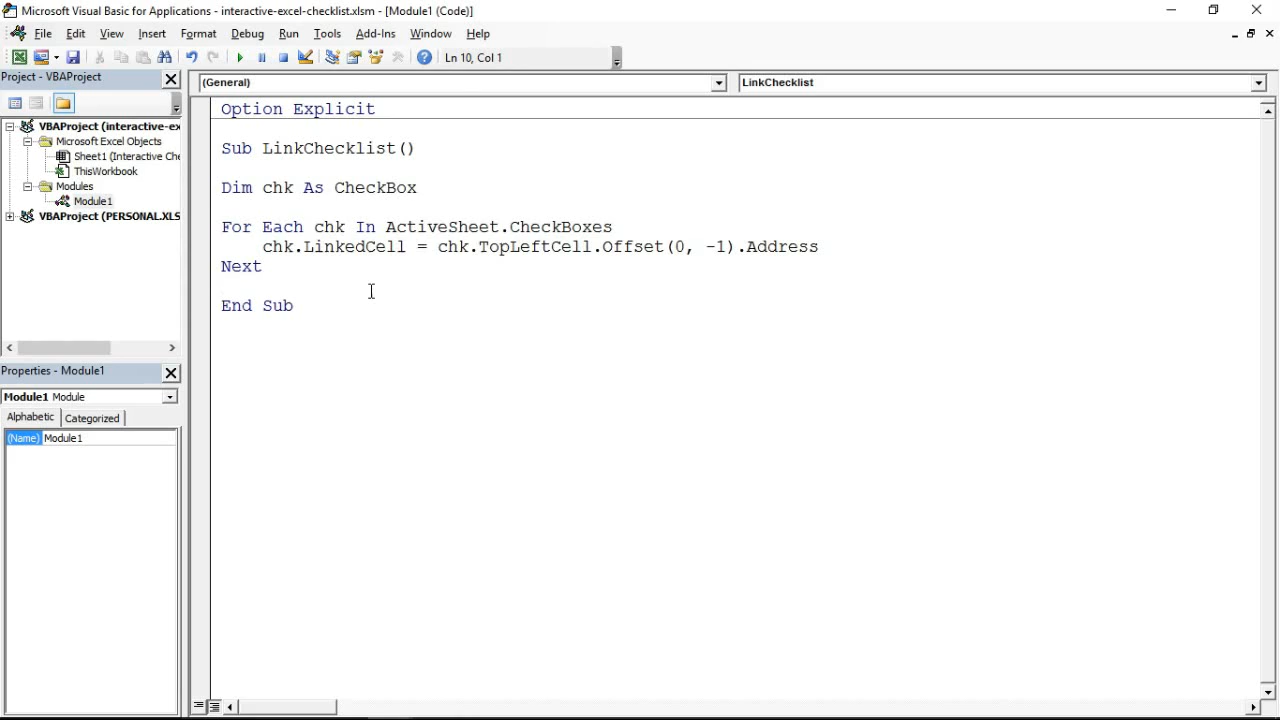 Microsoft Visual Basic for Applications - interactive-excel-checklist.xlsm - [Module1 (Code)]
File Edit View Insert Format Debug Run Tools Add-Ins Window Help
Ln 10, Col 1
Project - VBAProject
(General)
LinkChecklist
VBAProject (interactive-ex
Microsoft Excel Objects
Sheet1 (Interactive Che
ThisWorkbook
Modules
Module1
VBAProject (PERSONAL.XLS
Option Explicit
Sub LinkChecklist()
Dim chk As CheckBox
For Each chk In ActiveSheet.CheckBoxes
chk.LinkedCell = chk.TopLeftCell.Offset(0, -1).Address
Next
End Sub
Properties - Module1
Module1 Module
Alphabetic Categorized
(Name) Module1